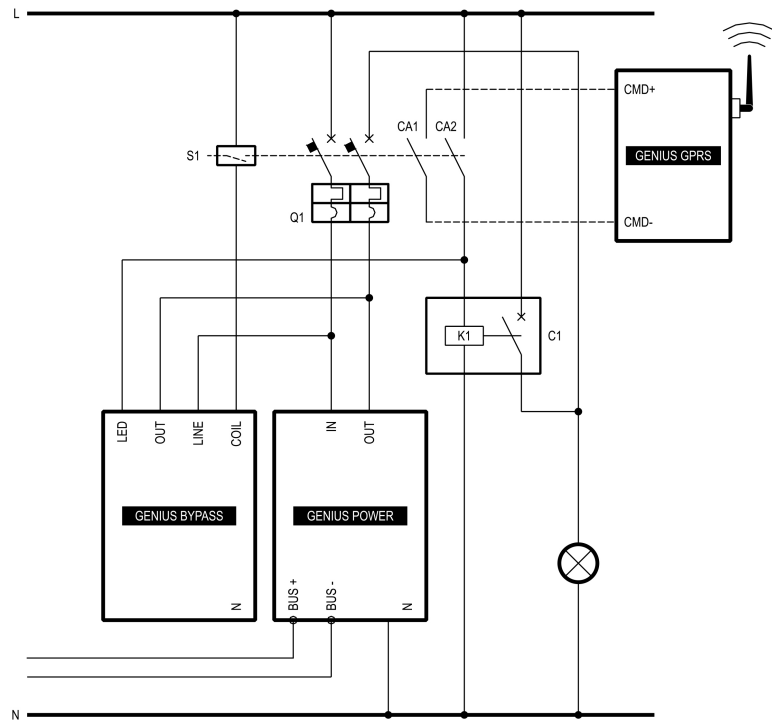 L
CMD+
CA1
CA2
S1
GENIUS GPRS
Q1
CMD-
K1
C1
LED
OUT
LINE
COIL
IN
OUT
GENIUS BYPASS
GENIUS POWER
BUS +
BUS -
N
N
N